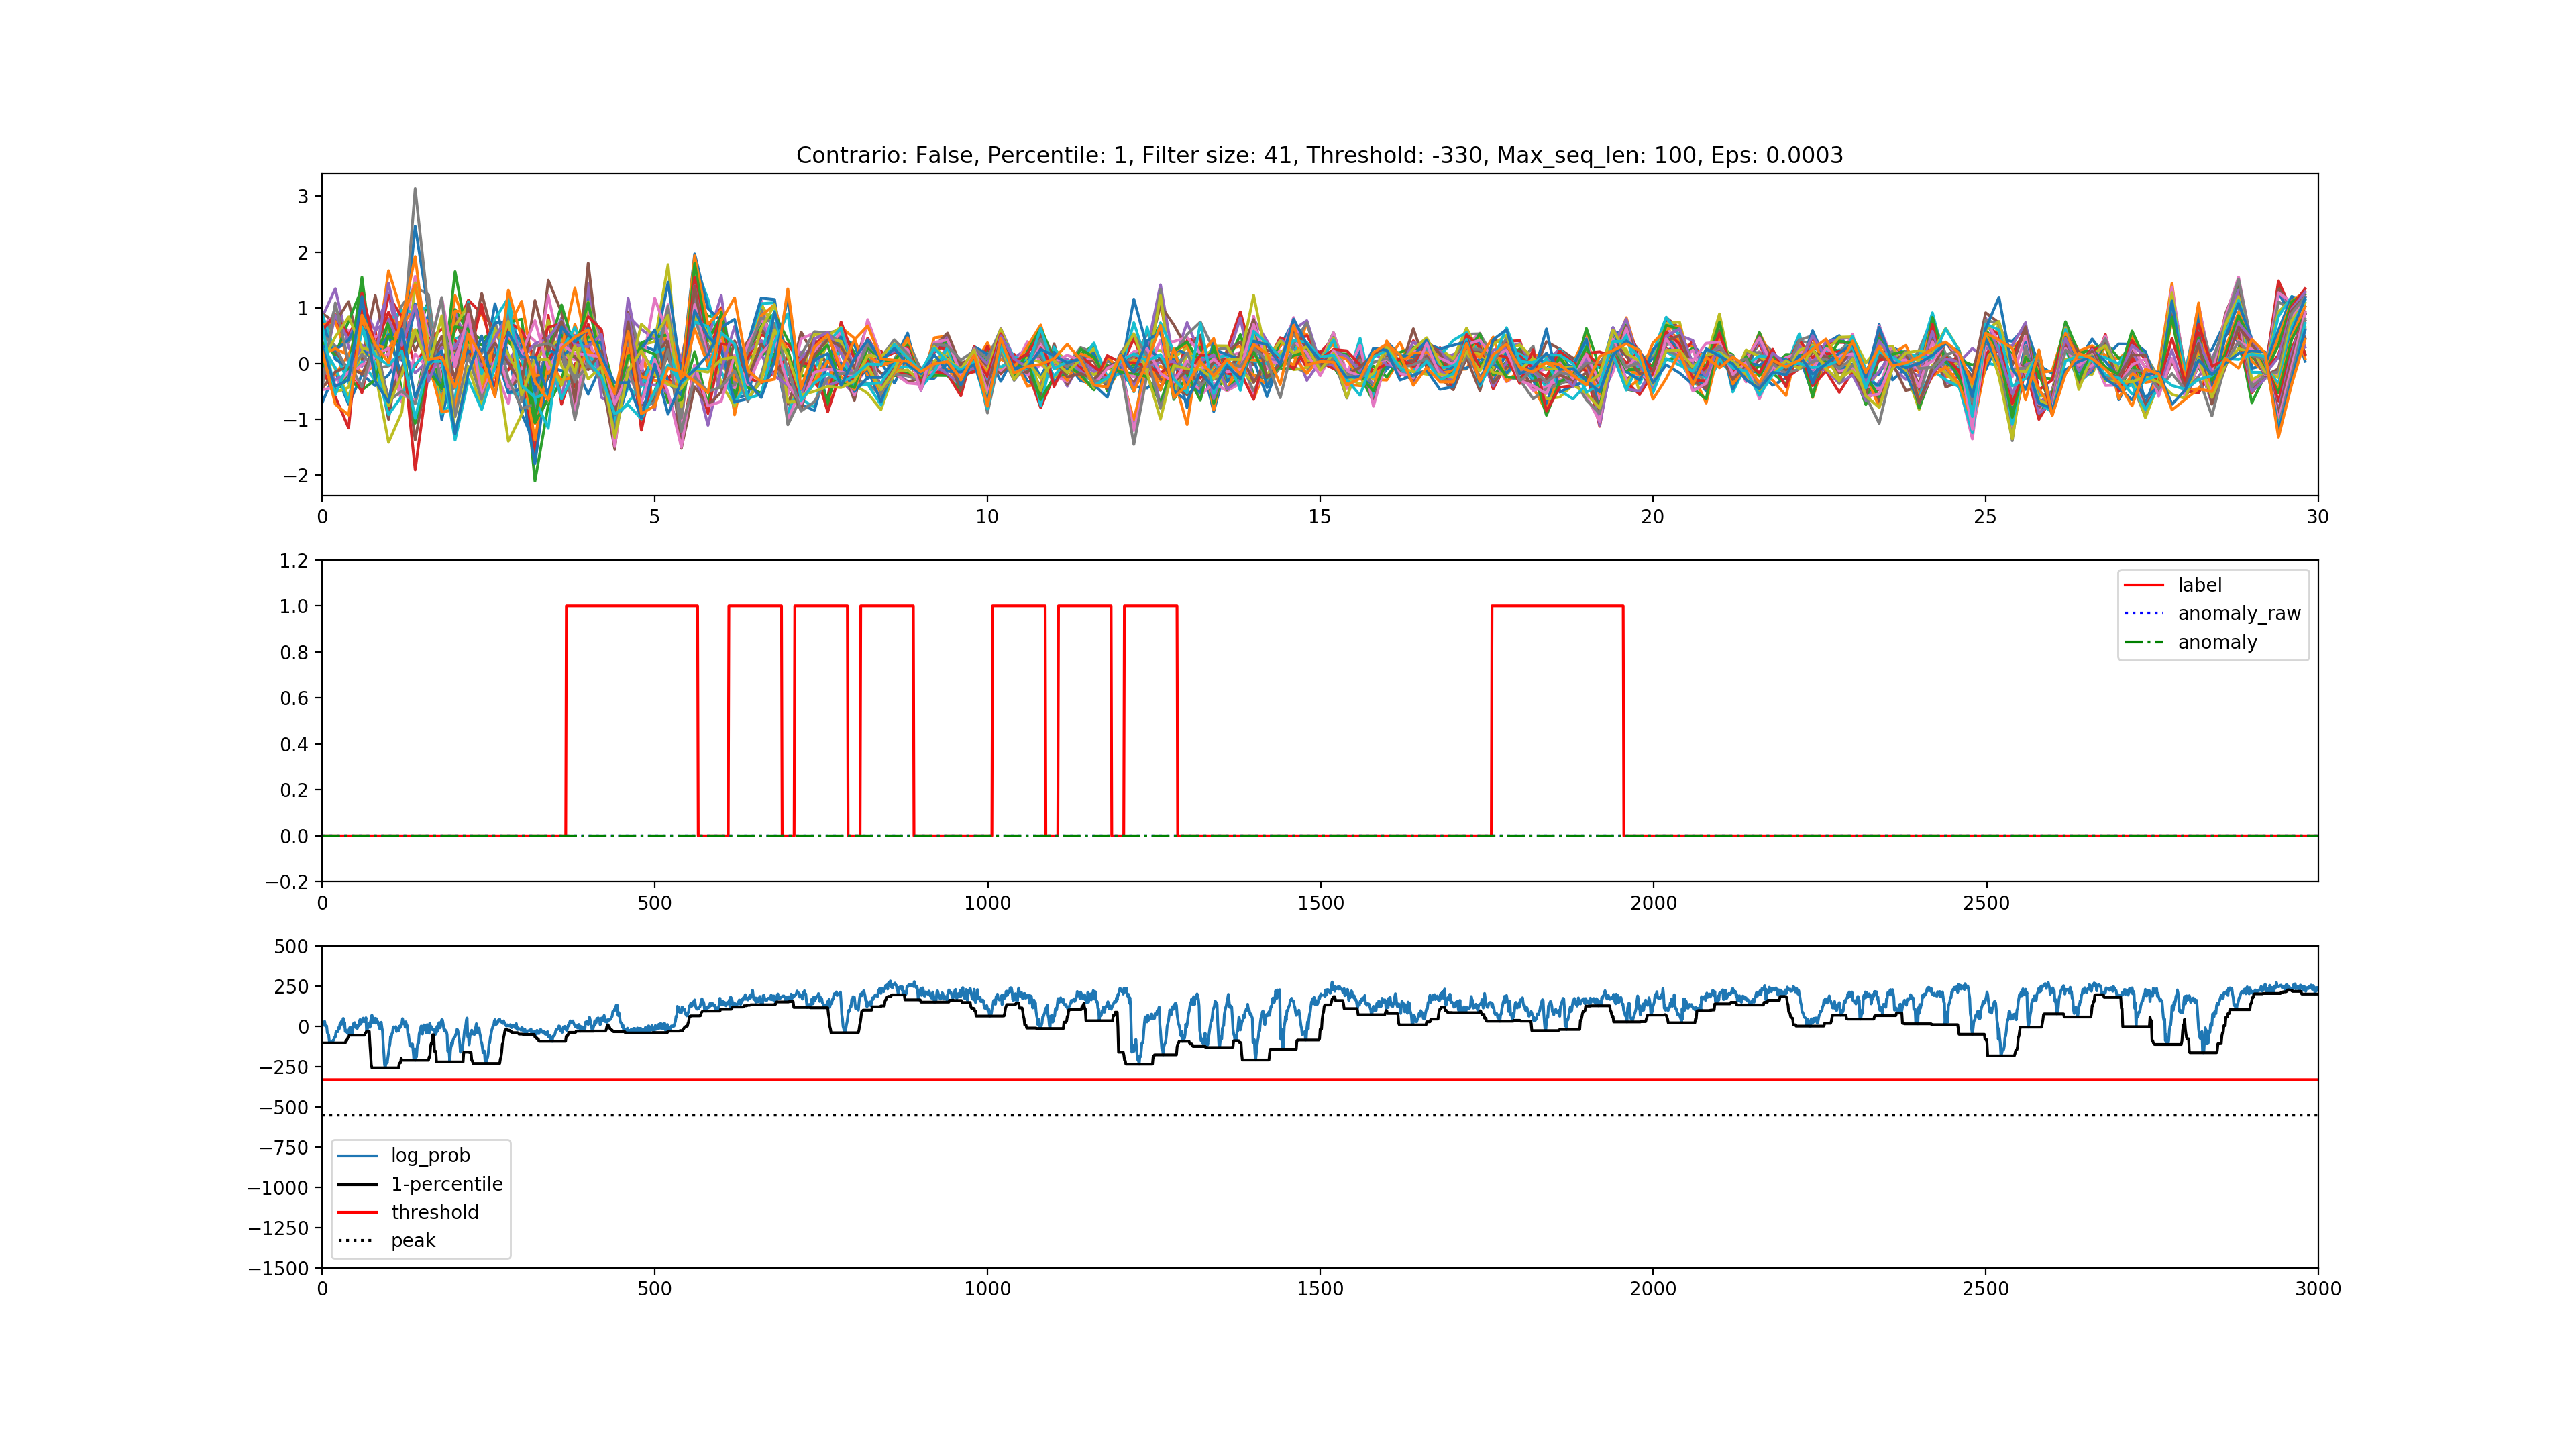 Contrario: False, Percentile: 1, Filter size: 41, Threshold: -330, Max_seq_len: 100, Eps: 0.0003
3
2
1
0
−1
−2
0 5 10 15 20 25 30
1.2
1.0
0.8
0.6
0.4
0.2
0.0
−0.2
label
anomaly_raw
anomaly
0 500 1000 1500 2000 2500
500
250
0
−250
−500
−750
−1000
−1250
−1500
log_prob
1-percentile
threshold
peak
0 500 1000 1500 2000 2500 3000